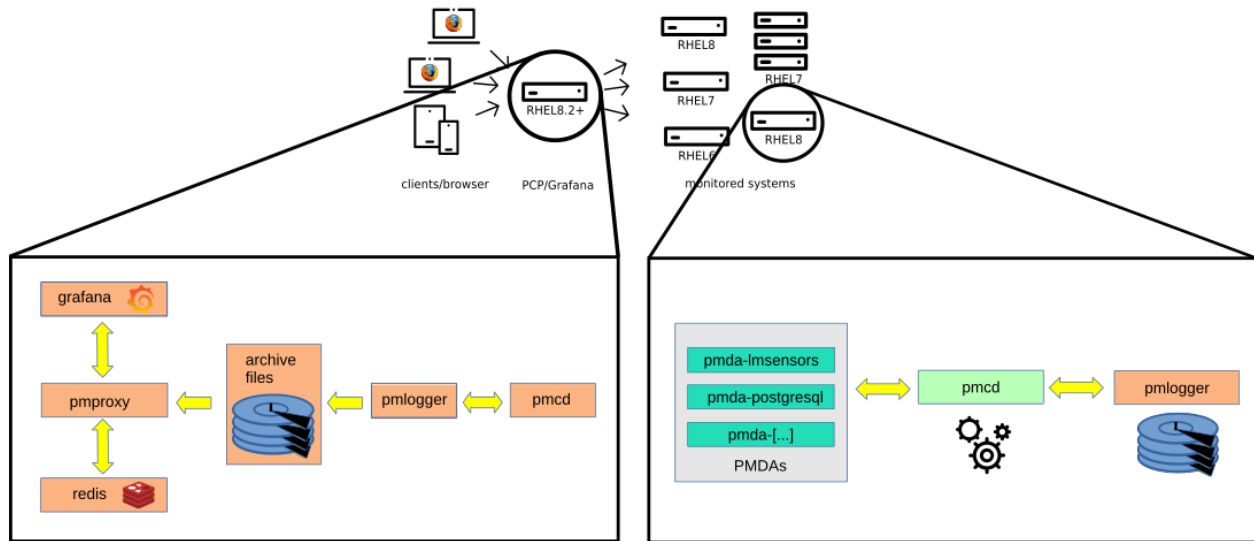 RHEL8
RHEL7
RHEL8.2+
RHEL7
RHEL6
RHEL8
clients/browser
PCP/Grafana
monitored systems
grafana
pmproxy
redis
archive
files
pmlogger
pmcd
pmda-lmsensors
pmda-postgresql
pmda-[...]
PMDAs
pmcd
pmlogger